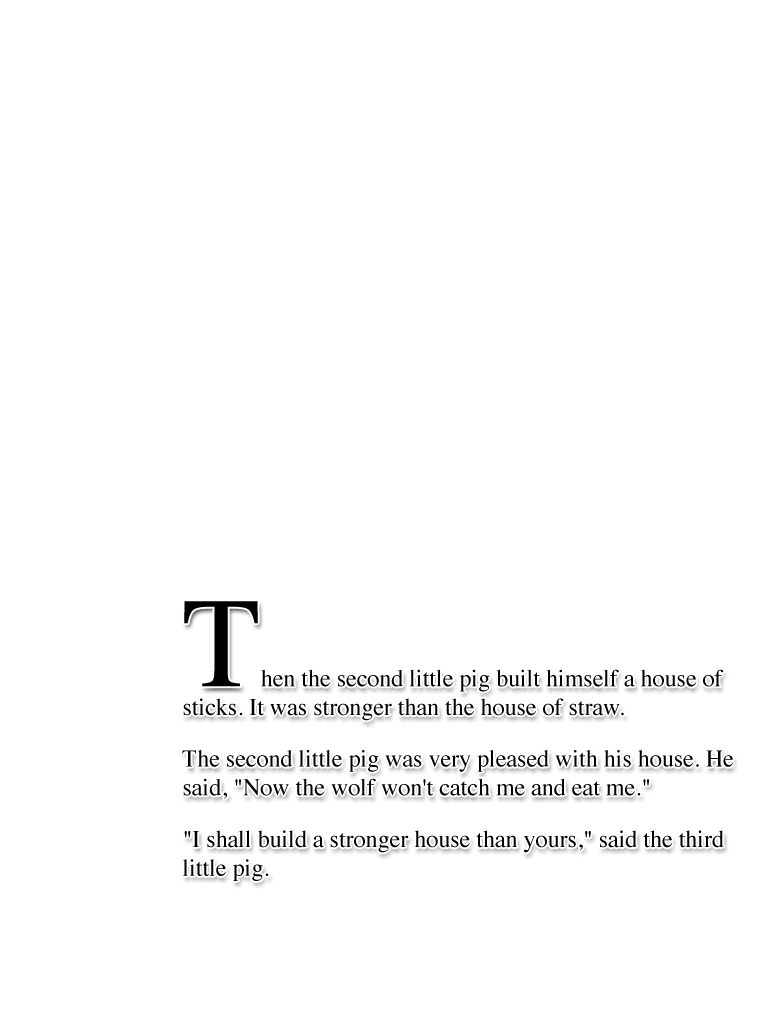 Then the second little pig built himself a house of
sticks. It was stronger than the house of straw.
The second little pig was very pleased with his house. He
said, "Now the wolf won't catch me and eat me."
"I shall build a stronger house than yours," said the third
little pig.